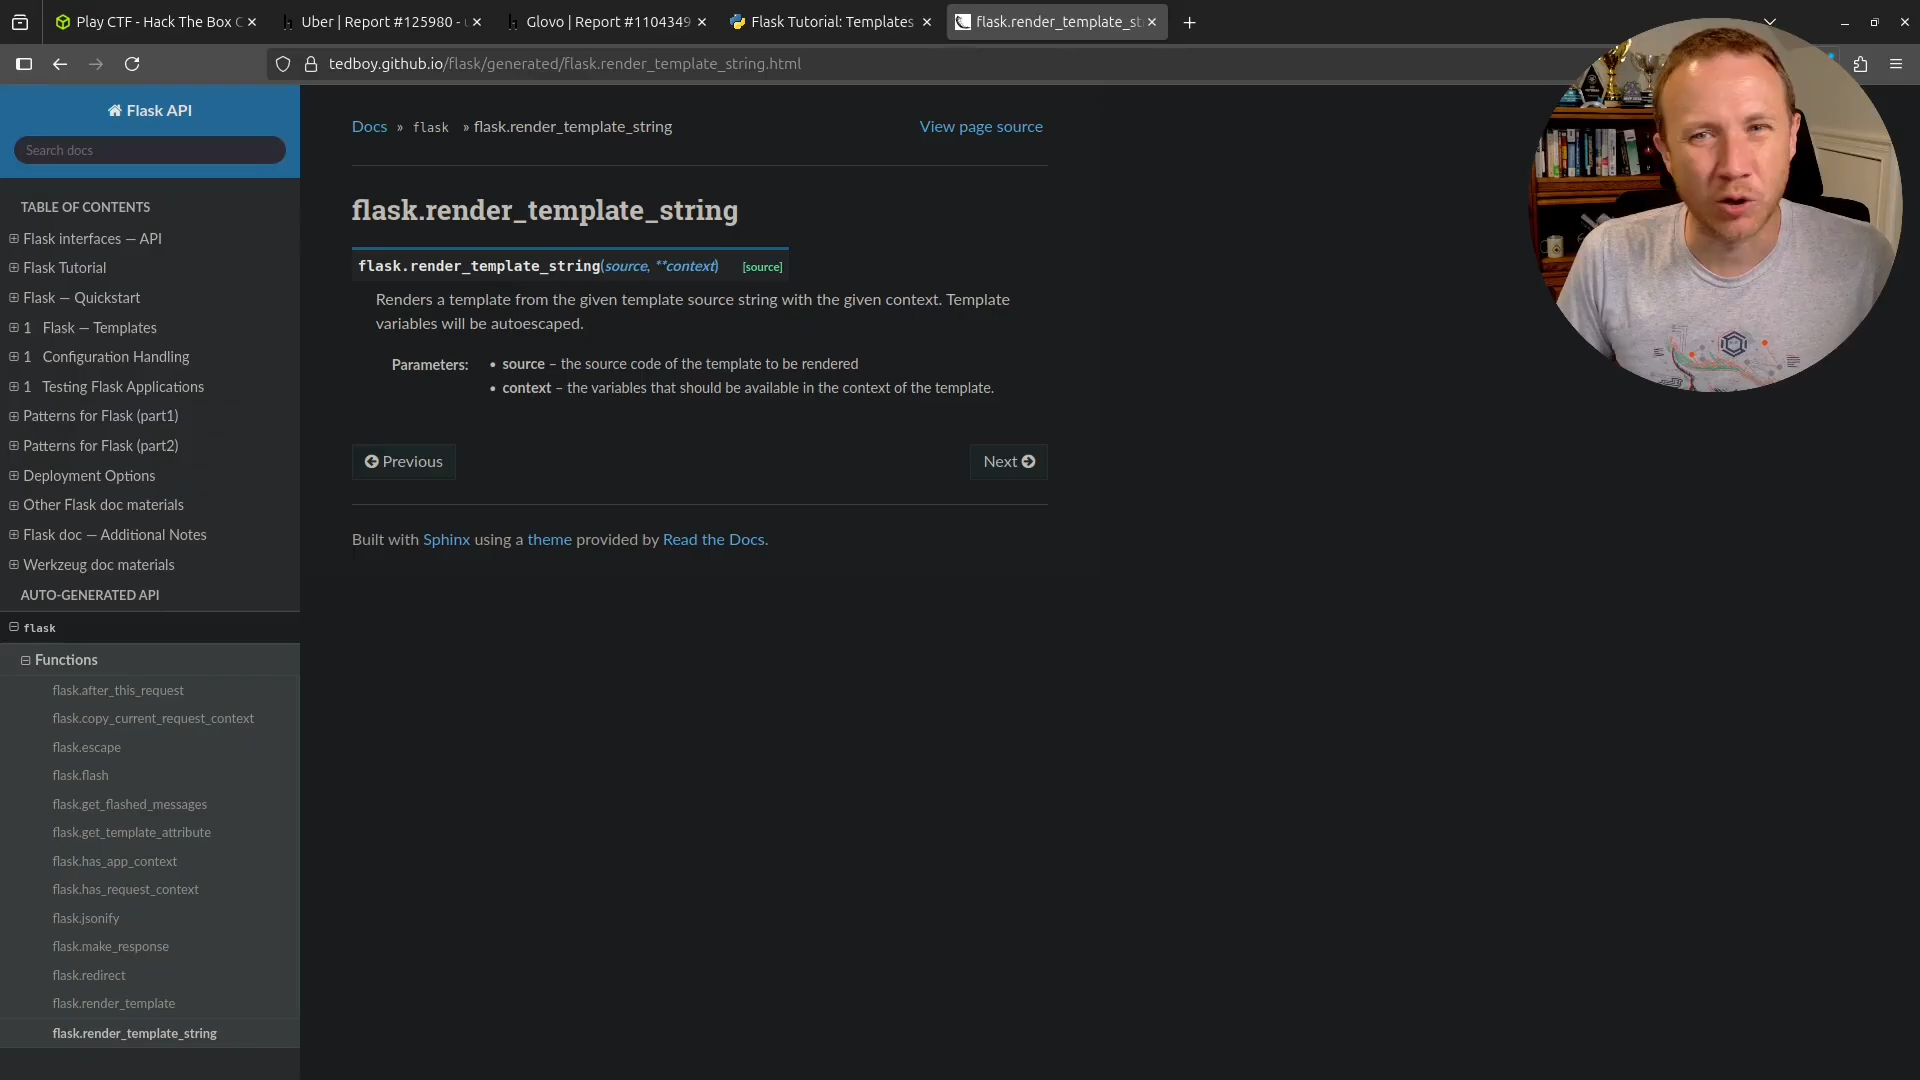 Play CTF - Hack The Box C
Uber | Report #125980 - u
Glovo | Report #1104349
Flask Tutorial: Templates
flask.render_template_st
tedboy.github.io/flask/generated/flask.render_template_string.html
Flask API
Search docs
TABLE OF CONTENTS
Flask interfaces — API
Flask Tutorial
Flask — Quickstart
1 Flask — Templates
1 Configuration Handling
1 Testing Flask Applications
Patterns for Flask (part1)
Patterns for Flask (part2)
Deployment Options
Other Flask doc materials
Flask doc — Additional Notes
Werkzeug doc materials
AUTO-GENERATED API
flask
Functions
flask.after_this_request
flask.copy_current_request_context
flask.escape
flask.flash
flask.get_flashed_messages
flask.get_template_attribute
flask.has_app_context
flask.has_request_context
flask.jsonify
flask.make_response
flask.redirect
flask.render_template
flask.render_template_string
Docs » flask » flask.render_template_string
View page source
flask.render_template_string
flask.render_template_string(source, **context) [source]
Renders a template from the given template source string with the given context. Template
variables will be autoescaped.
Parameters:
• source – the source code of the template to be rendered
• context – the variables that should be available in the context of the template.
Previous
Next
Built with Sphinx using a theme provided by Read the Docs.